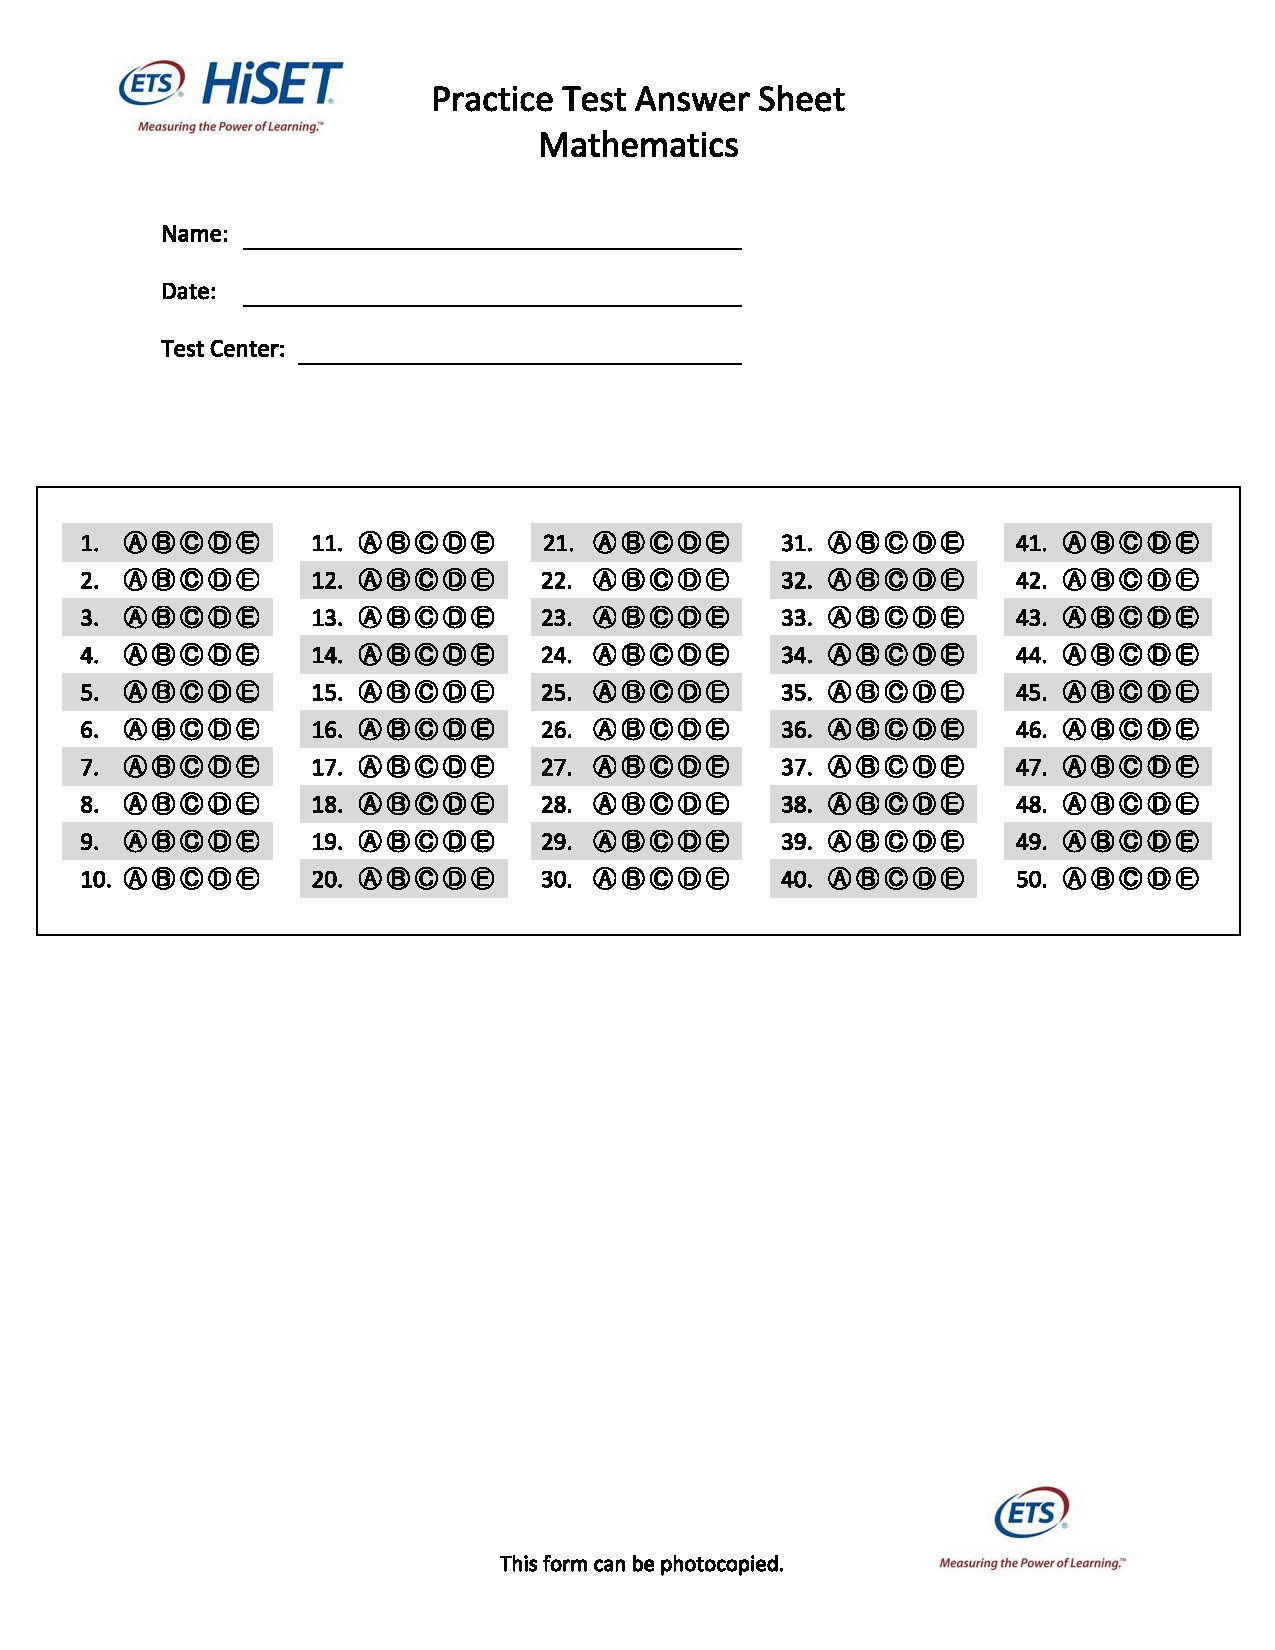 ETS® HiSET®
Measuring the Power of Learning.™
Practice Test Answer Sheet
Mathematics
Name:
Date:
Test Center:
1. Ⓐ Ⓑ Ⓒ Ⓓ Ⓔ 11. Ⓐ Ⓑ Ⓒ Ⓓ Ⓔ 21. Ⓐ Ⓑ Ⓒ Ⓓ Ⓔ 31. Ⓐ Ⓑ Ⓒ Ⓓ Ⓔ 41. Ⓐ Ⓑ Ⓒ Ⓓ Ⓔ
2. Ⓐ Ⓑ Ⓒ Ⓓ Ⓔ 12. Ⓐ Ⓑ Ⓒ Ⓓ Ⓔ 22. Ⓐ Ⓑ Ⓒ Ⓓ Ⓔ 32. Ⓐ Ⓑ Ⓒ Ⓓ Ⓔ 42. Ⓐ Ⓑ Ⓒ Ⓓ Ⓔ
3. Ⓐ Ⓑ Ⓒ Ⓓ Ⓔ 13. Ⓐ Ⓑ Ⓒ Ⓓ Ⓔ 23. Ⓐ Ⓑ Ⓒ Ⓓ Ⓔ 33. Ⓐ Ⓑ Ⓒ Ⓓ Ⓔ 43. Ⓐ Ⓑ Ⓒ Ⓓ Ⓔ
4. Ⓐ Ⓑ Ⓒ Ⓓ Ⓔ 14. Ⓐ Ⓑ Ⓒ Ⓓ Ⓔ 24. Ⓐ Ⓑ Ⓒ Ⓓ Ⓔ 34. Ⓐ Ⓑ Ⓒ Ⓓ Ⓔ 44. Ⓐ Ⓑ Ⓒ Ⓓ Ⓔ
5. Ⓐ Ⓑ Ⓒ Ⓓ Ⓔ 15. Ⓐ Ⓑ Ⓒ Ⓓ Ⓔ 25. Ⓐ Ⓑ Ⓒ Ⓓ Ⓔ 35. Ⓐ Ⓑ Ⓒ Ⓓ Ⓔ 45. Ⓐ Ⓑ Ⓒ Ⓓ Ⓔ
6. Ⓐ Ⓑ Ⓒ Ⓓ Ⓔ 16. Ⓐ Ⓑ Ⓒ Ⓓ Ⓔ 26. Ⓐ Ⓑ Ⓒ Ⓓ Ⓔ 36. Ⓐ Ⓑ Ⓒ Ⓓ Ⓔ 46. Ⓐ Ⓑ Ⓒ Ⓓ Ⓔ
7. Ⓐ Ⓑ Ⓒ Ⓓ Ⓔ 17. Ⓐ Ⓑ Ⓒ Ⓓ Ⓔ 27. Ⓐ Ⓑ Ⓒ Ⓓ Ⓔ 37. Ⓐ Ⓑ Ⓒ Ⓓ Ⓔ 47. Ⓐ Ⓑ Ⓒ Ⓓ Ⓔ
8. Ⓐ Ⓑ Ⓒ Ⓓ Ⓔ 18. Ⓐ Ⓑ Ⓒ Ⓓ Ⓔ 28. Ⓐ Ⓑ Ⓒ Ⓓ Ⓔ 38. Ⓐ Ⓑ Ⓒ Ⓓ Ⓔ 48. Ⓐ Ⓑ Ⓒ Ⓓ Ⓔ
9. Ⓐ Ⓑ Ⓒ Ⓓ Ⓔ 19. Ⓐ Ⓑ Ⓒ Ⓓ Ⓔ 29. Ⓐ Ⓑ Ⓒ Ⓓ Ⓔ 39. Ⓐ Ⓑ Ⓒ Ⓓ Ⓔ 49. Ⓐ Ⓑ Ⓒ Ⓓ Ⓔ
10. Ⓐ Ⓑ Ⓒ Ⓓ Ⓔ 20. Ⓐ Ⓑ Ⓒ Ⓓ Ⓔ 30. Ⓐ Ⓑ Ⓒ Ⓓ Ⓔ 40. Ⓐ Ⓑ Ⓒ Ⓓ Ⓔ 50. Ⓐ Ⓑ Ⓒ Ⓓ Ⓔ
This form can be photocopied.
ETS®
Measuring the Power of Learning.™